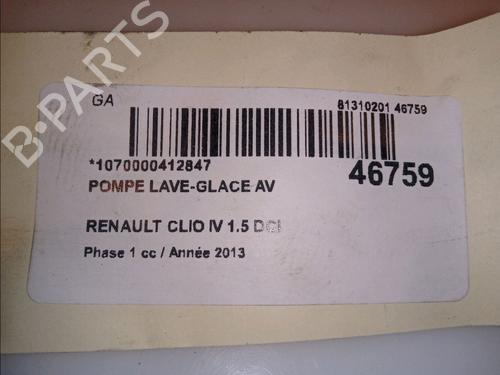 GA
81310201 46759
*1070000412847
46759
POMPE LAVE-GLACE AV
RENAULT CLIO IV 1.5 DCI
Phase 1 cc / Année 2013
B-PARTS